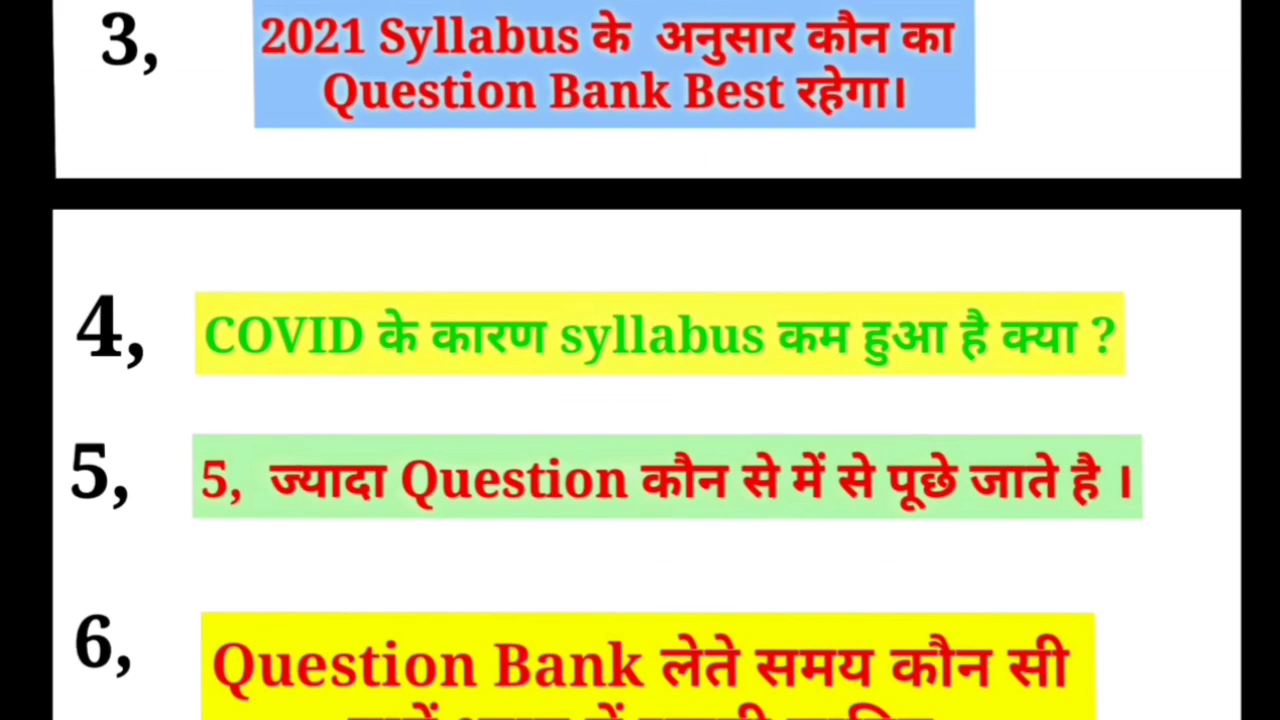 3,
2021 Syllabus के अनुसार कौन का
Question Bank Best रहेगा।
4,
COVID के कारण syllabus कम हुआ है क्या ?
5,
5, ज्यादा Question कौन से में से पूछे जाते है ।
6,
Question Bank लेते समय कौन सी